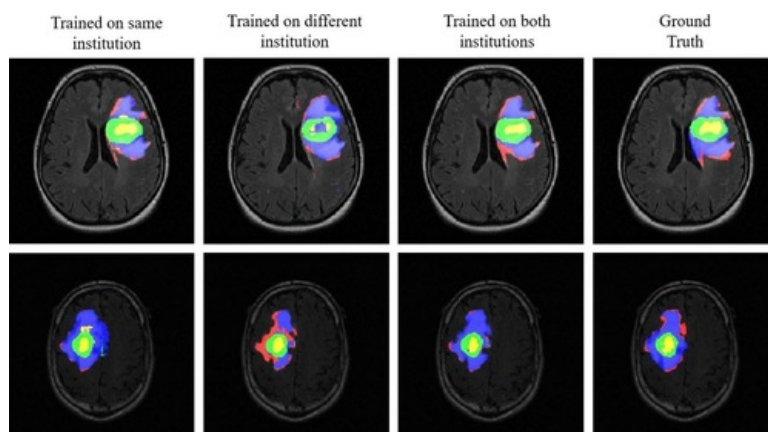 Trained on same
institution
Trained on different
institution
Trained on both
institutions
Ground
Truth